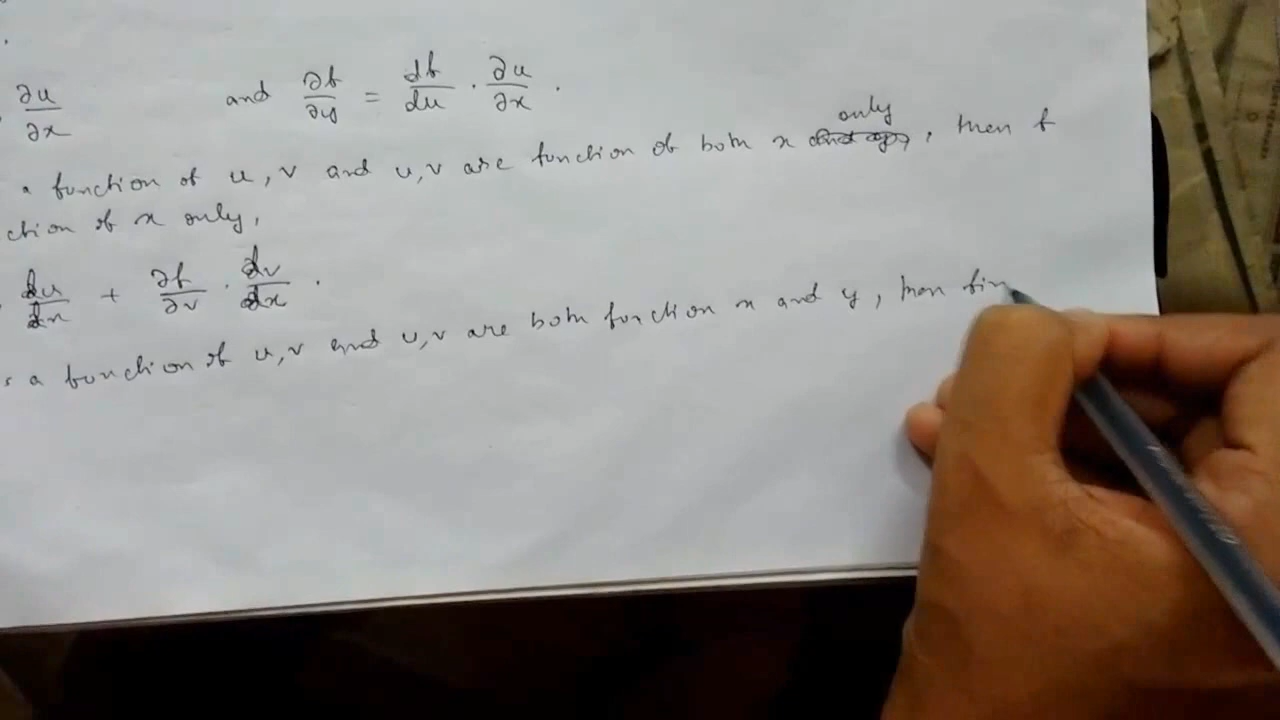 ∂u/∂x and ∂f/∂y = df/du · ∂u/∂x .
only
a function of u, v and u, v are function of both x and y, then f
ction of x only,
du/dx + ∂f/∂v · dv/dx .
s a function of u, v and u, v are both function x and y, then